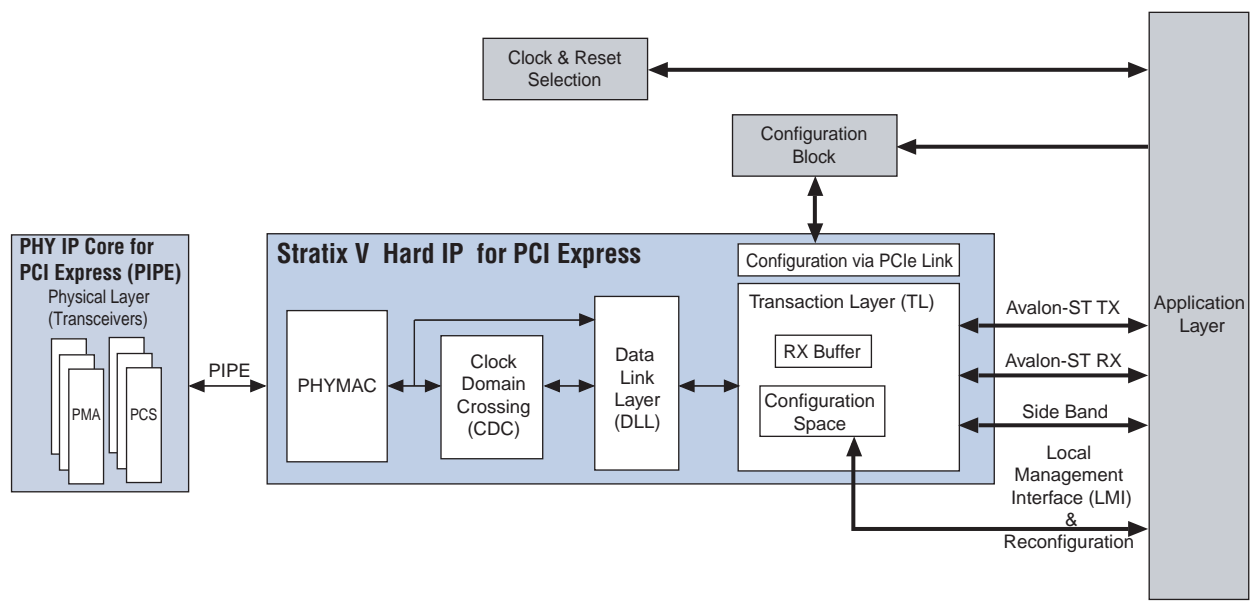 Clock & Reset
Selection
Configuration
Block
PHY IP Core for
PCI Express (PIPE)
Physical Layer
(Transceivers)
PMA
PCS
PIPE
Stratix V Hard IP for PCI Express
PHYMAC
Clock
Domain
Crossing
(CDC)
Data
Link
Layer
(DLL)
Configuration via PCIe Link
Transaction Layer (TL)
RX Buffer
Configuration
Space
Avalon-ST TX
Avalon-ST RX
Side Band
Local
Management
Interface (LMI)
&
Reconfiguration
Application
Layer